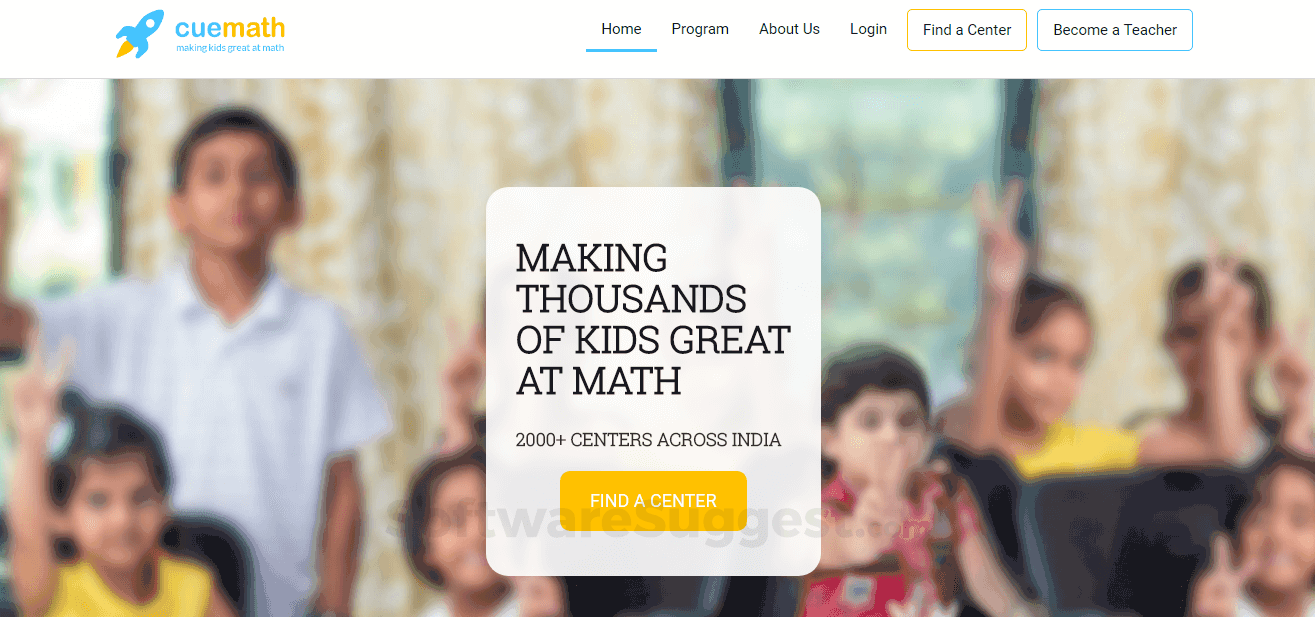 cuemath
making kids great at math
Home Program About Us Login Find a Center Become a Teacher
MAKING
THOUSANDS
OF KIDS GREAT
AT MATH
2000+ CENTERS ACROSS INDIA
FIND A CENTER
softwareSuggest.com